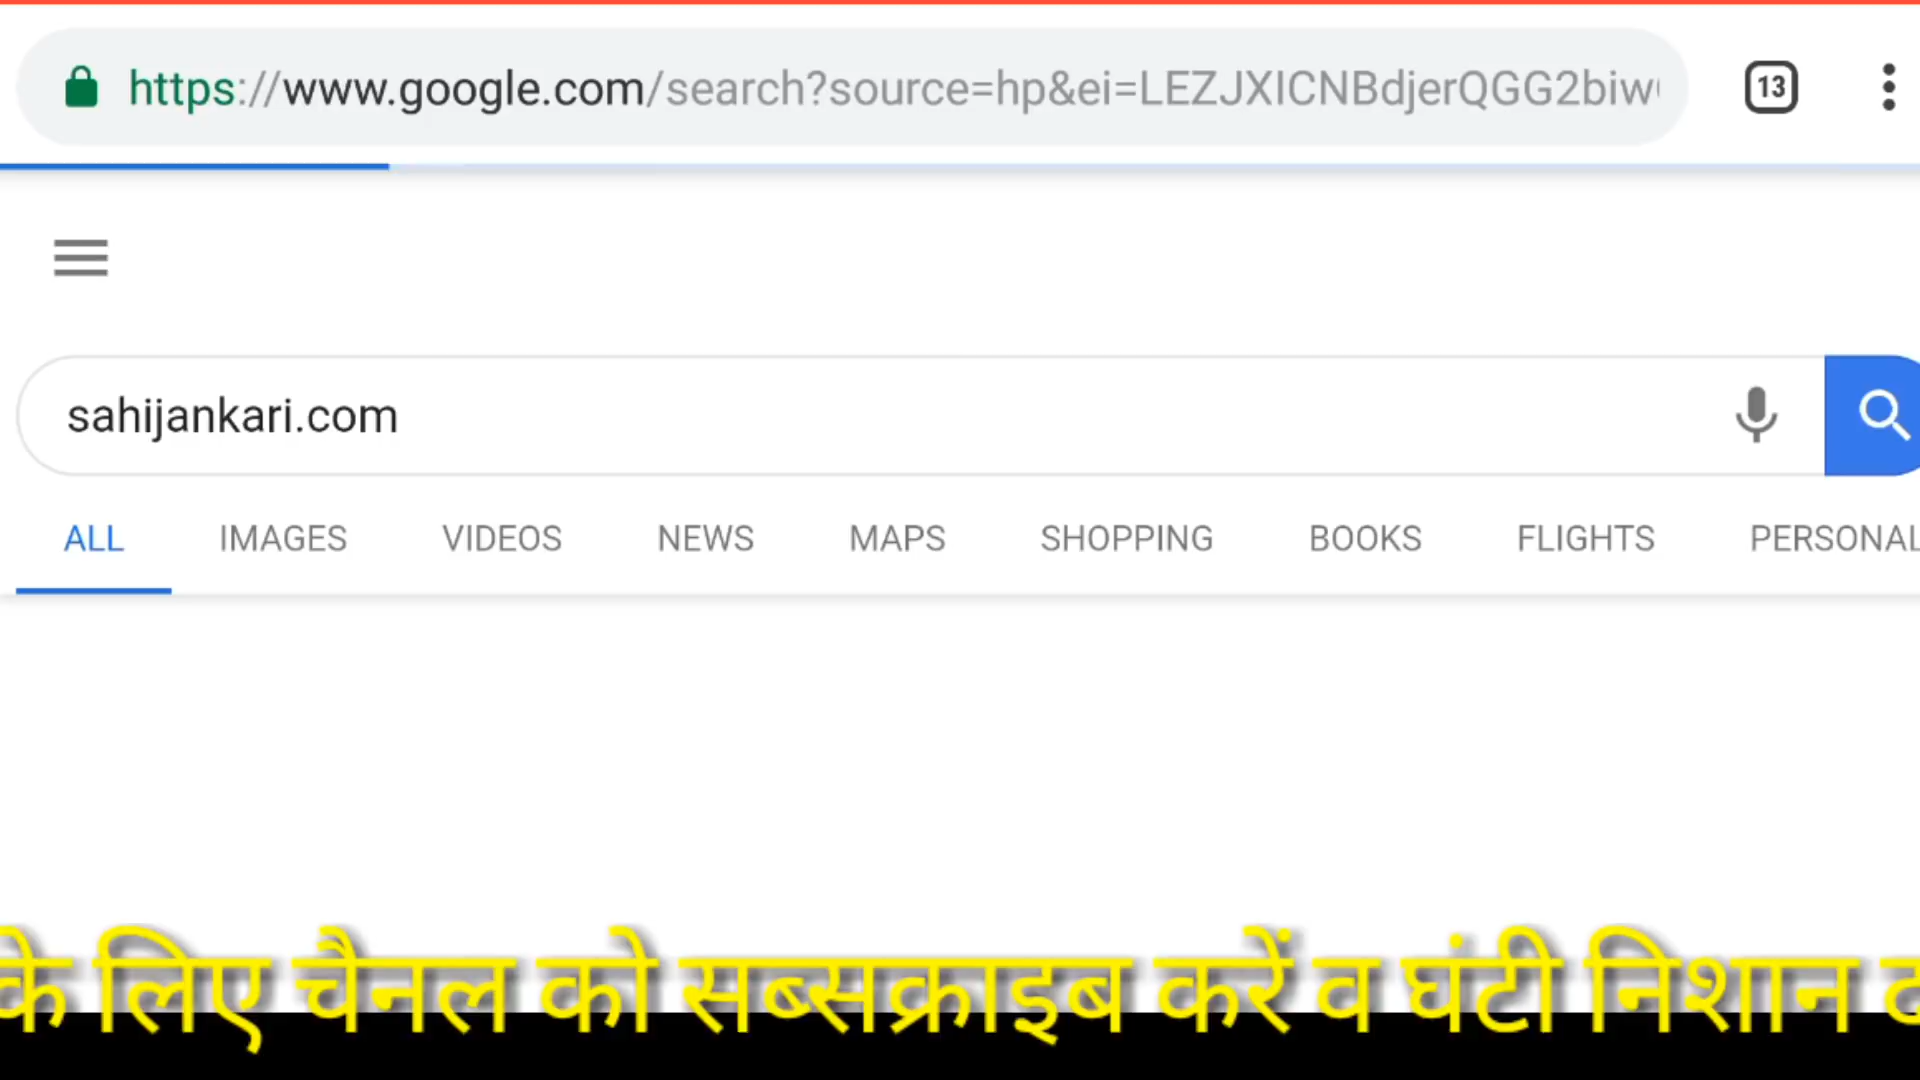 https://www.google.com/search?source=hp&ei=LEZJXICNBdjerQGG2biw
13
sahijankari.com
ALL IMAGES VIDEOS NEWS MAPS SHOPPING BOOKS FLIGHTS PERSONAL
के लिए चैनल को सब्सक्राइब करें व घंटी निशान